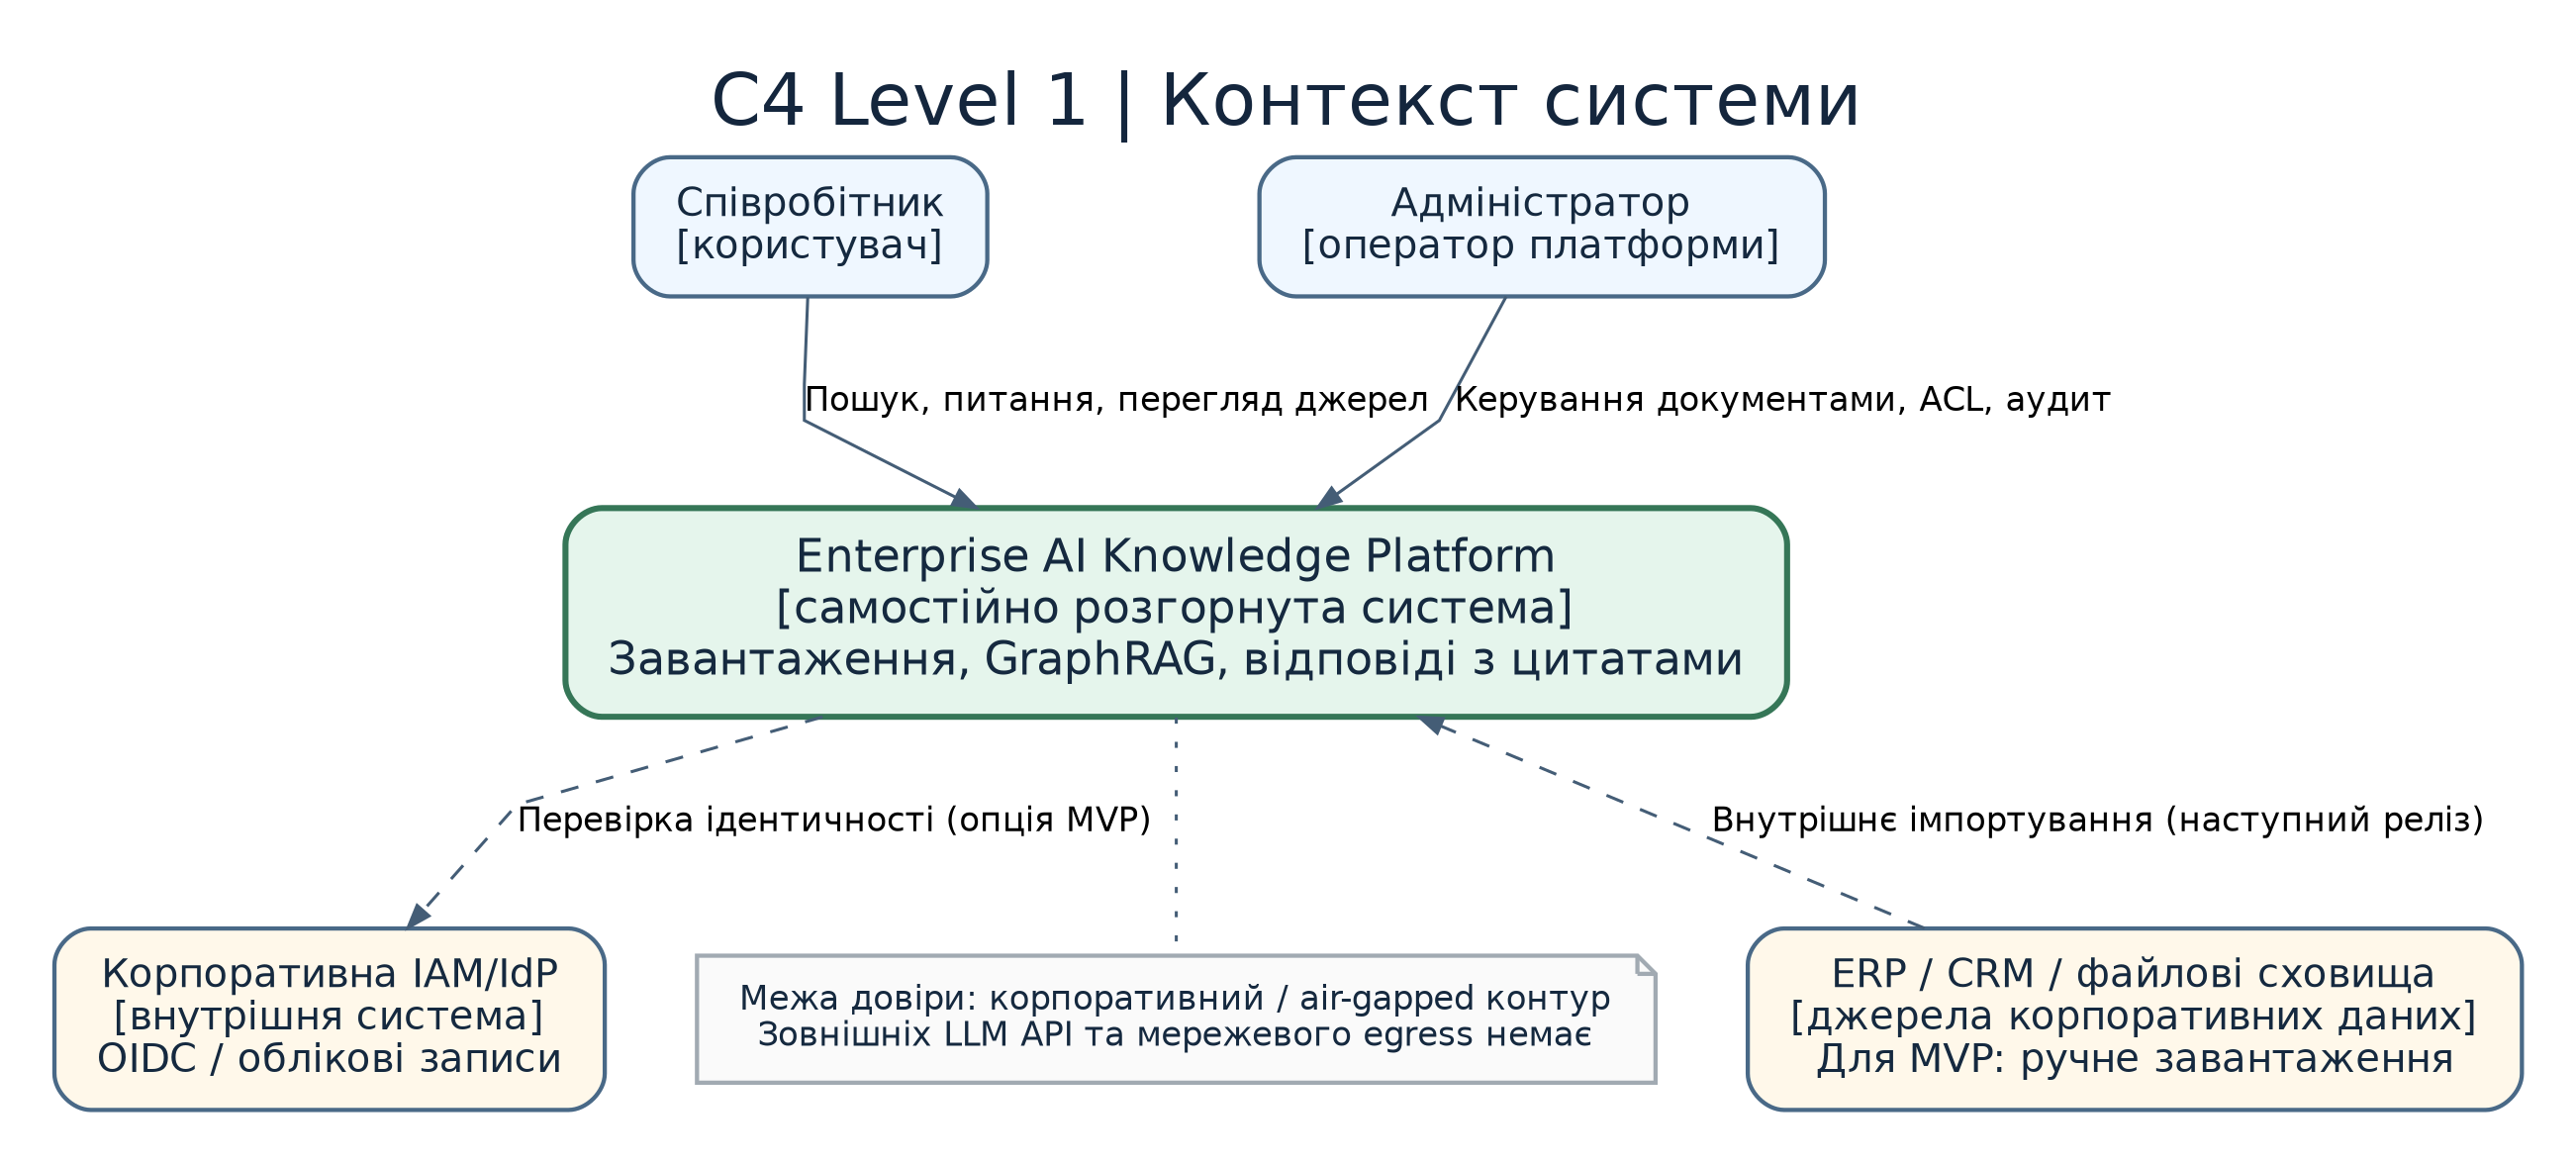 C4 Level 1 | Контекст системи
Співробітник
[користувач]
Адміністратор
[оператор платформи]
Пошук, питання, перегляд джерел
Керування документами, ACL, аудит
Enterprise AI Knowledge Platform
[самостійно розгорнута система]
Завантаження, GraphRAG, відповіді з цитатами
Перевірка ідентичності (опція MVP)
Внутрішнє імпортування (наступний реліз)
Корпоративна IAM/IdP
[внутрішня система]
OIDC / облікові записи
Межа довіри: корпоративний / air-gapped контур
Зовнішніх LLM API та мережевого egress немає
ERP / CRM / файлові сховища
[джерела корпоративних даних]
Для MVP: ручне завантаження